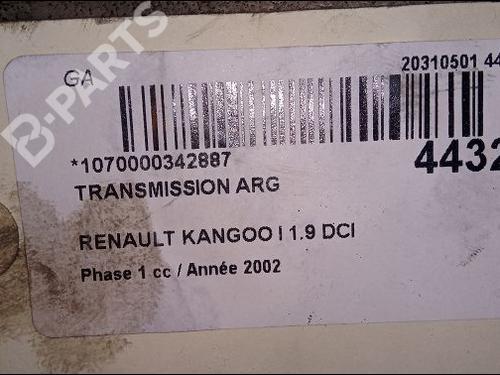 GA
20310501 44
B-PARTS
*1070000342887
4432
TRANSMISSION ARG
RENAULT KANGOO I 1.9 DCI
Phase 1 cc / Année 2002